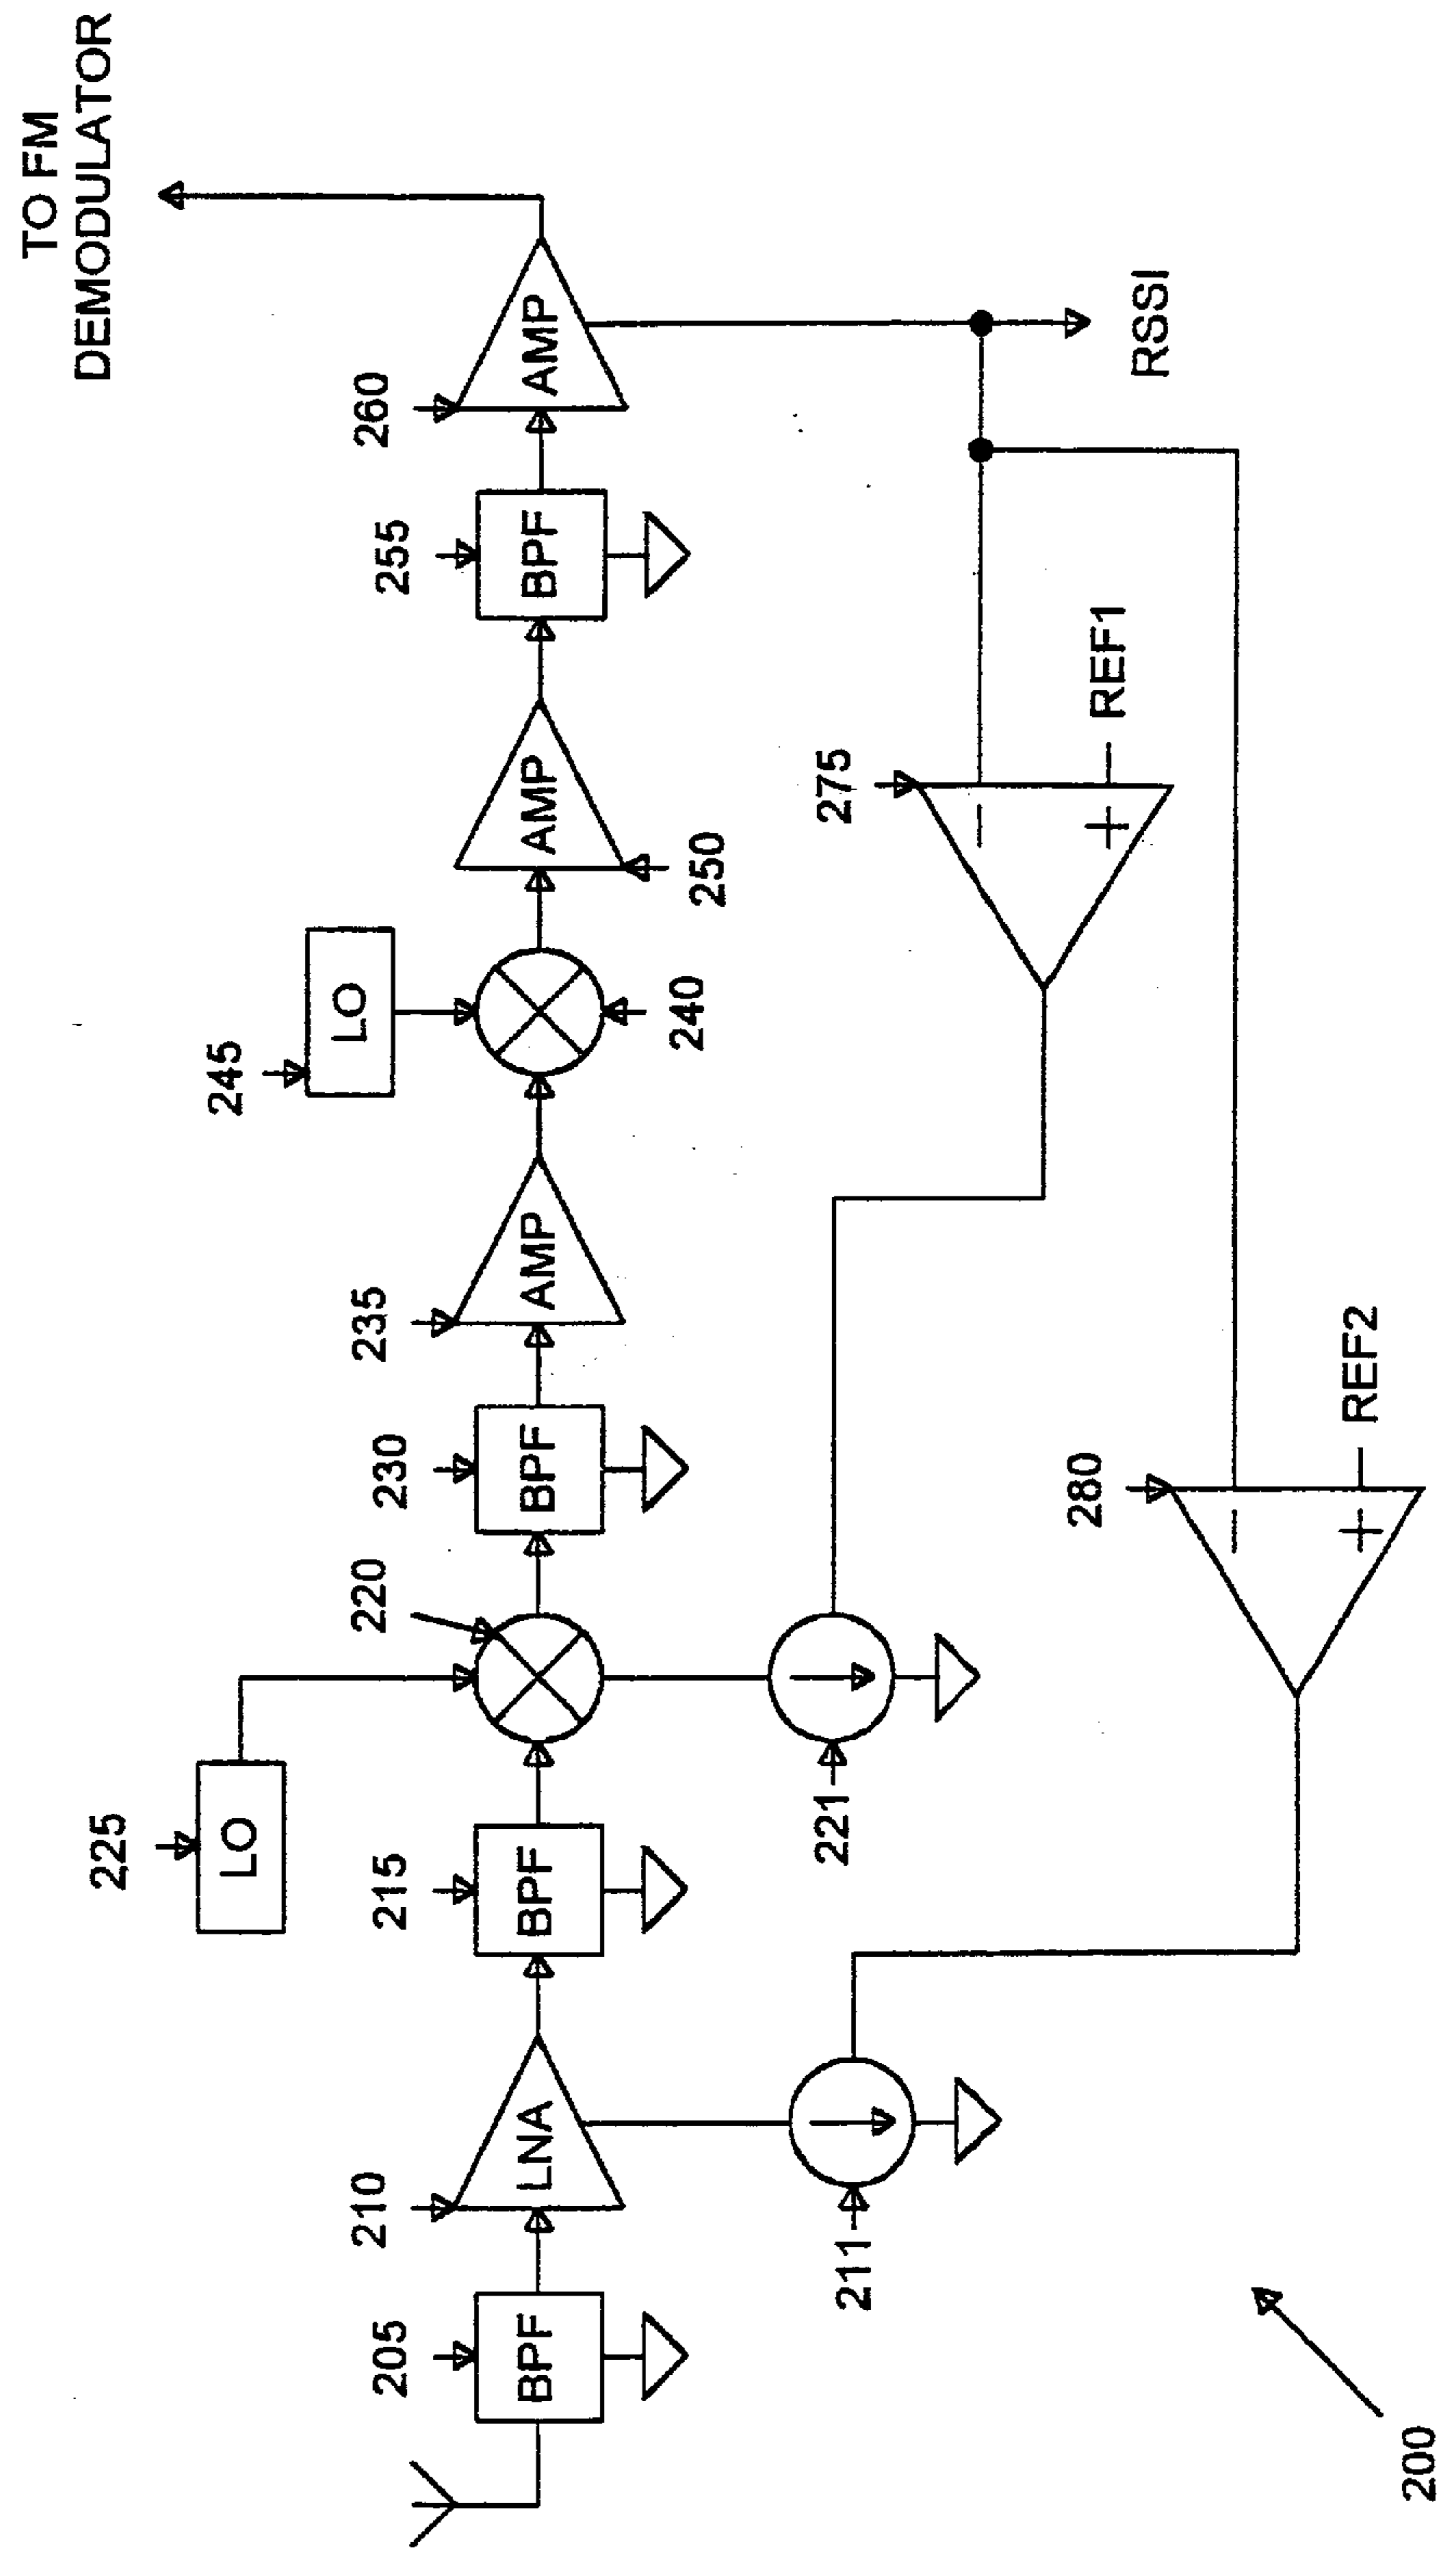 TO FM
DEMODULATOR
225
LO
245
LO
205
BPF
210
LNA
215
BPF
220
230
BPF
235
AMP
240
250
AMP
255
BPF
260
AMP
211
221
275
−
+
REF1
RSSI
280
−
+
REF2
200